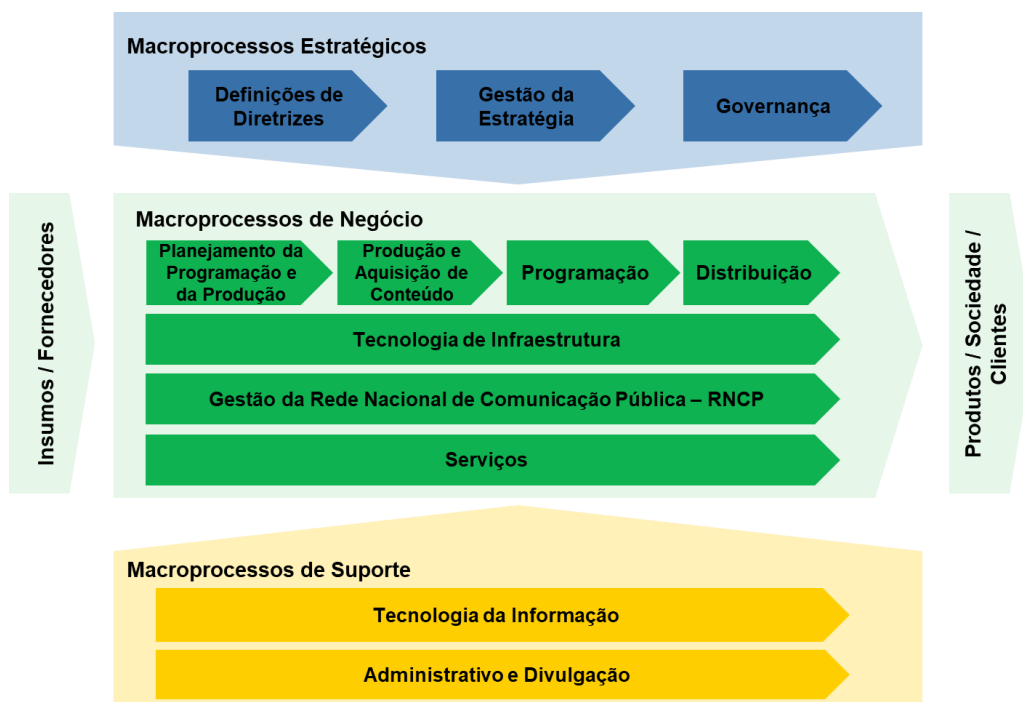 Macroprocessos Estratégicos
Definições de
Diretrizes
Gestão da
Estratégia
Governança
Insumos / Fornecedores
Macroprocessos de Negócio
Planejamento da
Programação e
da Produção
Produção e
Aquisição de
Conteúdo
Programação
Distribuição
Tecnologia de Infraestrutura
Gestão da Rede Nacional de Comunicação Pública – RNCP
Serviços
Produtos / Sociedade /
Clientes
Macroprocessos de Suporte
Tecnologia da Informação
Administrativo e Divulgação